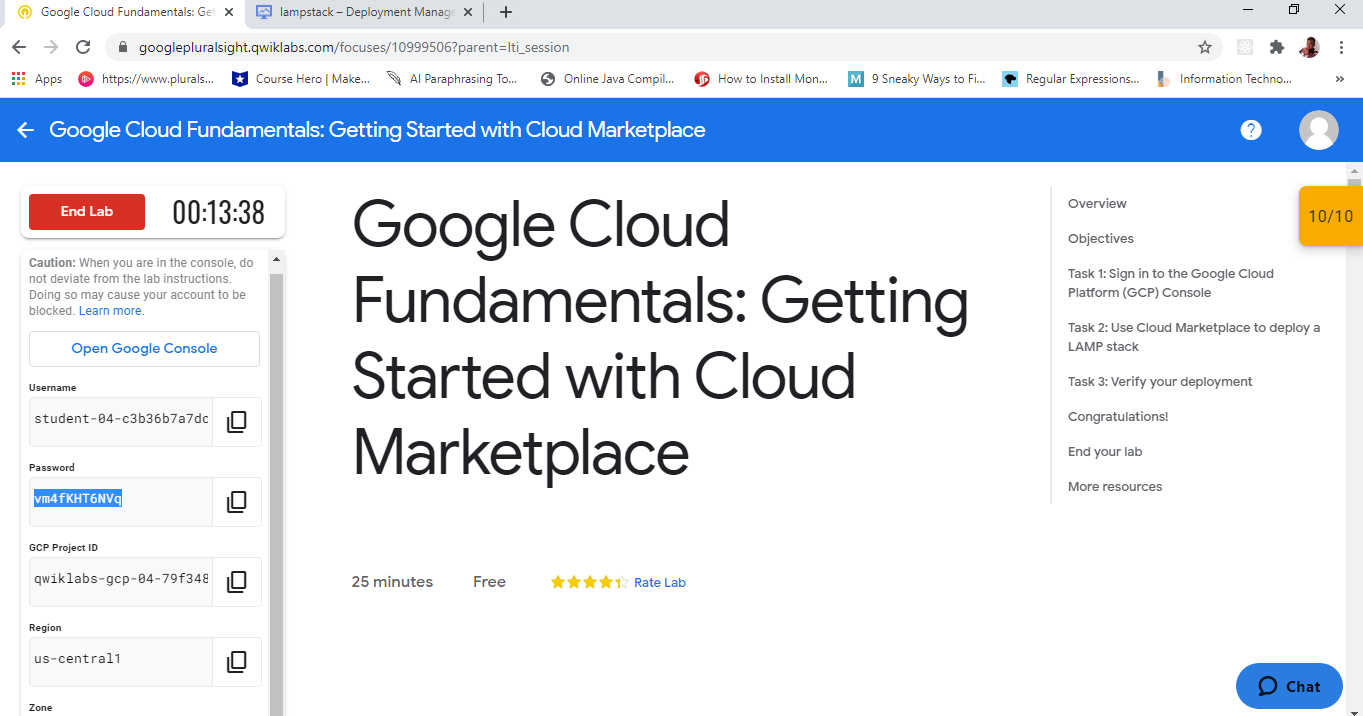 Google Cloud Fundamentals: Get
lampstack – Deployment Manage
googlepluralsight.qwiklabs.com/focuses/10999506?parent=lti_session
Apps
https://www.plurals...
Course Hero | Make...
AI Paraphrasing To...
Online Java Compil...
How to Install Mon...
M
9 Sneaky Ways to Fi...
Regular Expressions...
Information Techno...
»
Google Cloud Fundamentals: Getting Started with Cloud Marketplace
?
End Lab
00:13:38
Caution: When you are in the console, do
not deviate from the lab instructions.
Doing so may cause your account to be
blocked. Learn more.
Open Google Console
Username
student-04-c3b36b7a7dc
Password
vm4fKHT6NVq
GCP Project ID
qwiklabs-gcp-04-79f348
Region
us-central1
Zone
Google Cloud
Fundamentals: Getting
Started with Cloud
Marketplace
25 minutes
Free
Rate Lab
Overview
Objectives
Task 1: Sign in to the Google Cloud
Platform (GCP) Console
Task 2: Use Cloud Marketplace to deploy a
LAMP stack
Task 3: Verify your deployment
Congratulations!
End your lab
More resources
10/10
Chat